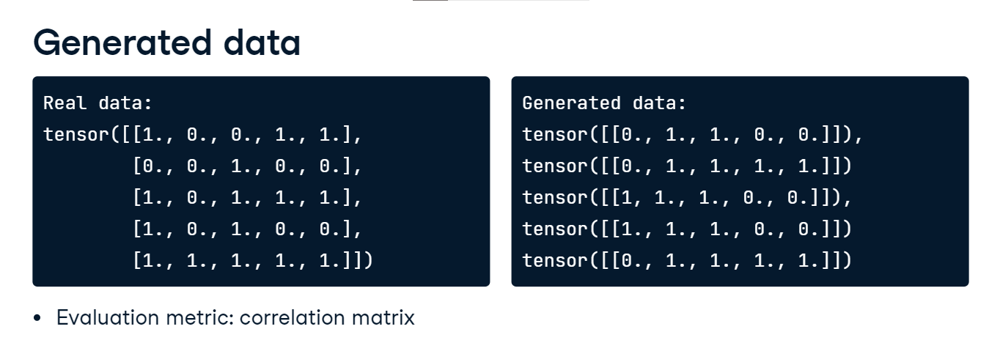 Generated data
Real data:
tensor([[1., 0., 0., 1., 1.],
[0., 0., 1., 0., 0.],
[1., 0., 1., 1., 1.],
[1., 0., 1., 0., 0.],
[1., 1., 1., 1., 1.]])
Generated data:
tensor([[0., 1., 1., 0., 0.]]),
tensor([[0., 1., 1., 1., 1.]])
tensor([[1, 1., 1., 0., 0.]]),
tensor([[1., 1., 1., 0., 0.]])
tensor([[0., 1., 1., 1., 1.]])
• Evaluation metric: correlation matrix